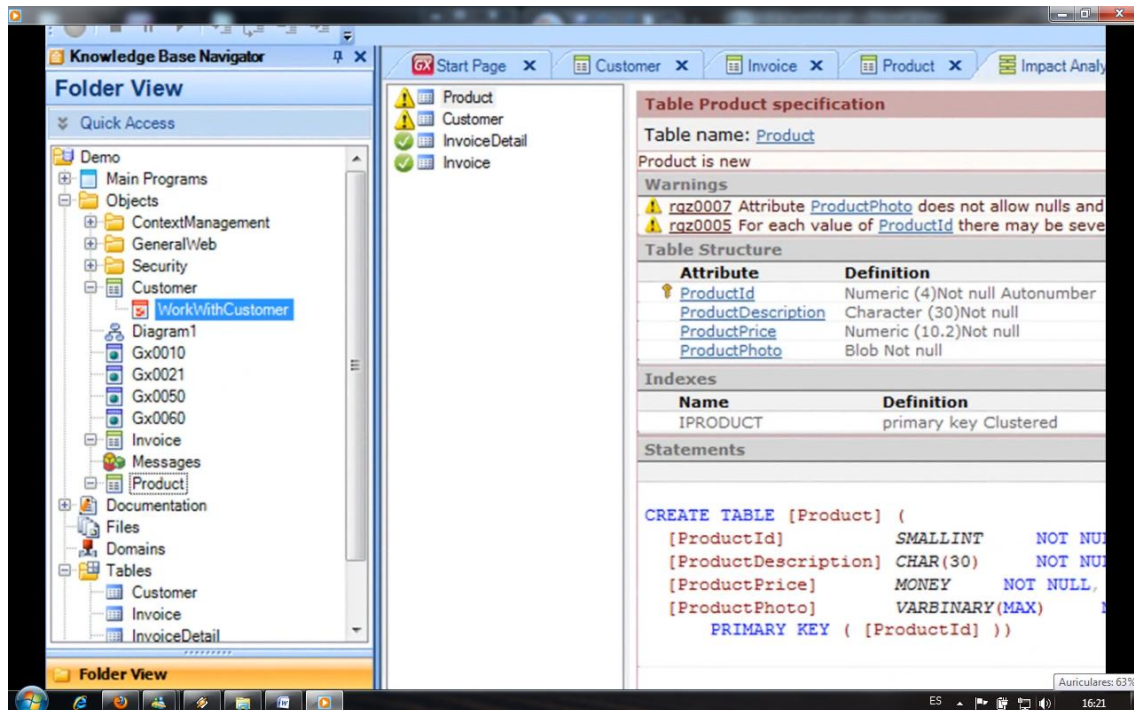 Knowledge Base Navigator
Folder View
Quick Access
Demo
Main Programs
Objects
ContextManagement
GeneralWeb
Security
Customer
WorkWithCustomer
Diagram1
Gx0010
Gx0021
Gx0050
Gx0060
Invoice
Messages
Product
Documentation
Files
Domains
Tables
Customer
Invoice
InvoiceDetail
Folder View
GX Start Page
Customer
Invoice
Product
Impact Analy
Product
Customer
InvoiceDetail
Invoice
Table Product specification
Table name: Product
Product is new
Warnings
rgz0007 Attribute ProductPhoto does not allow nulls and
rgz0005 For each value of ProductId there may be seve
Table Structure
Attribute Definition
ProductId Numeric (4)Not null Autonumber
ProductDescription Character (30)Not null
ProductPrice Numeric (10.2)Not null
ProductPhoto Blob Not null
Indexes
Name Definition
IPRODUCT primary key Clustered
Statements
CREATE TABLE [Product] (
[ProductId] SMALLINT NOT NUL
[ProductDescription] CHAR(30) NOT NUL
[ProductPrice] MONEY NOT NULL,
[ProductPhoto] VARBINARY(MAX) N
PRIMARY KEY ( [ProductId] ))
Auriculares: 63%
ES 16:21